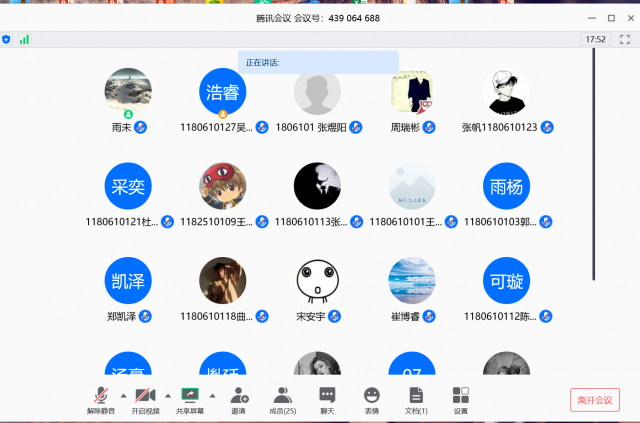 腾讯会议 会议号：439 064 688
17:52
正在讲话:
浩睿
雨未
1180610127吴...
1806101 张煜阳
周瑞彬
张帆1180610123
采奕
雨杨
1180610121杜...
1182510109王...
1180610113张...
1180610101王...
1180610103郭...
凯泽
可璇
郑凯泽
1180610118曲...
宋安宇
崔博睿
1180610112陈...
解除静音
开启视频
共享屏幕
邀请
成员(25)
聊天
表情
文档(1)
设置
离开会议